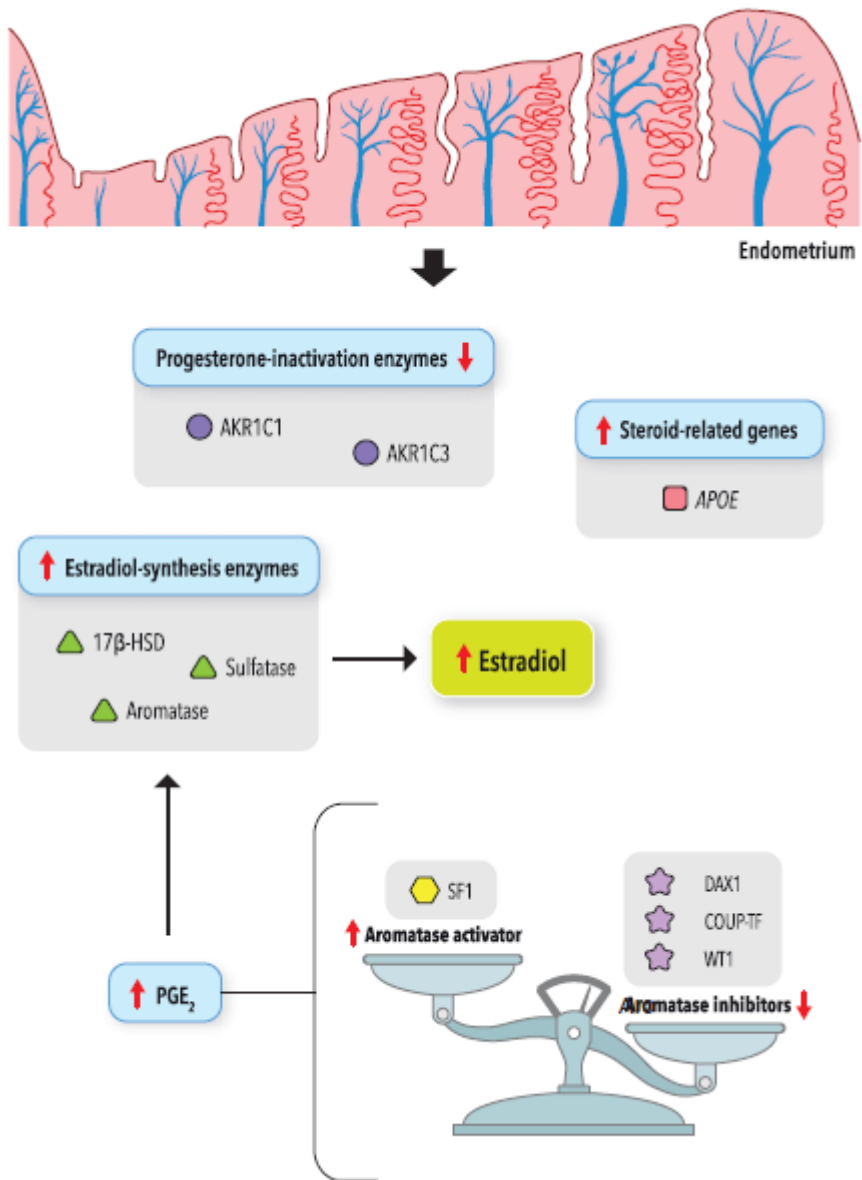 Endometrium
Progesterone-inactivation enzymes
AKR1C1
AKR1C3
Steroid-related genes
APOE
Estradiol-synthesis enzymes
17β-HSD
Sulfatase
Aromatase
Estradiol
SF1
Aromatase activator
DAX1
COUP-TF
WT1
Aromatase inhibitors
PGE₂